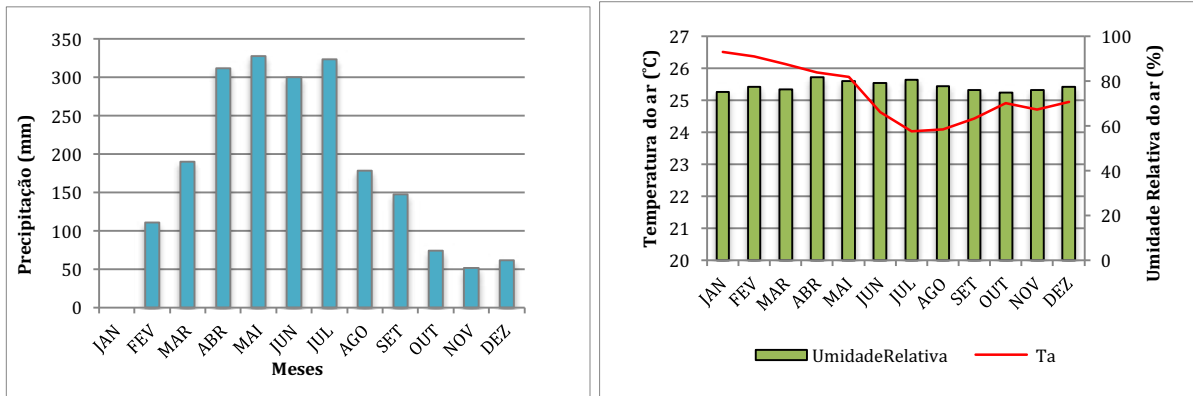 Precipitação (mm)
350
300
250
200
150
100
50
0
JAN
FEV
MAR
ABR
MAI
JUN
JUL
AGO
SET
OUT
NOV
DEZ
Meses
Temperatura do ar (°C)
27
26
25
24
23
22
21
20
100
80
60
40
20
0
Umidade Relativa do ar (%)
JAN
FEV
MAR
ABR
MAI
JUN
JUL
AGO
SET
OUT
NOV
DEZ
UmidadeRelativa
Ta